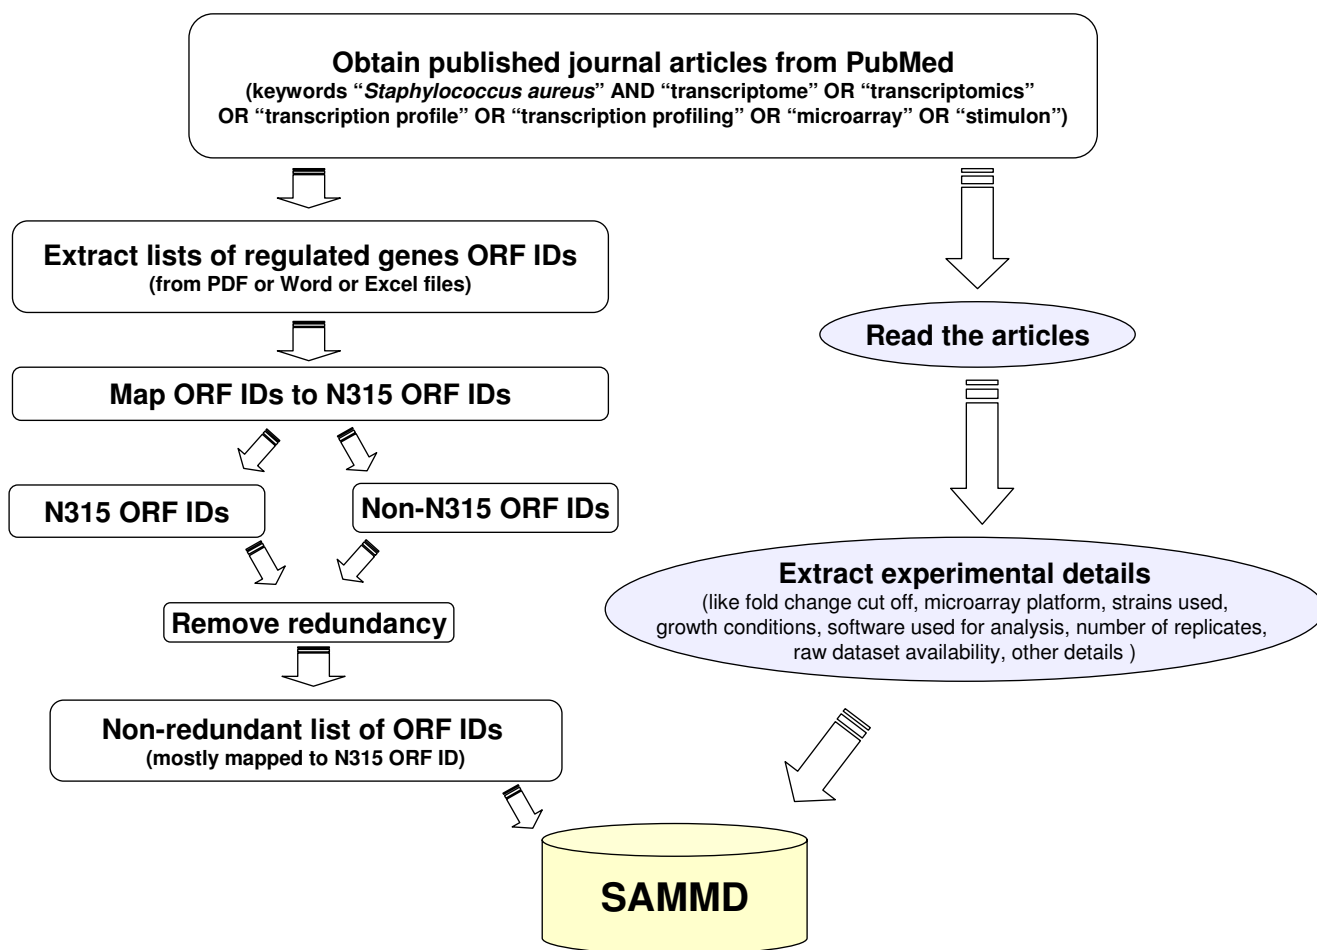 Obtain published journal articles from PubMed
(keywords “Staphylococcus aureus” AND “transcriptome” OR “transcriptomics”
OR “transcription profile” OR “transcription profiling” OR “microarray” OR “stimulon”)
Extract lists of regulated genes ORF IDs
(from PDF or Word or Excel files)
Map ORF IDs to N315 ORF IDs
N315 ORF IDs
Non-N315 ORF IDs
Remove redundancy
Non-redundant list of ORF IDs
(mostly mapped to N315 ORF ID)
Read the articles
Extract experimental details
(like fold change cut off, microarray platform, strains used,
growth conditions, software used for analysis, number of replicates,
raw dataset availability, other details )
SAMMD